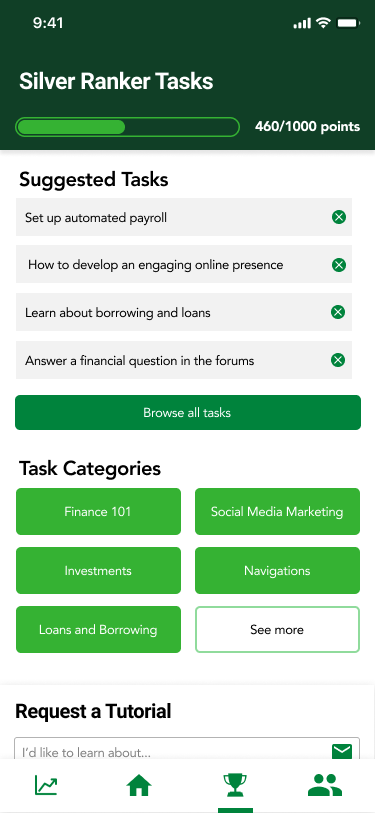 9:41
Silver Ranker Tasks
460/1000 points
Suggested Tasks
Set up automated payroll
How to develop an engaging online presence
Learn about borrowing and loans
Answer a financial question in the forums
Browse all tasks
Task Categories
Finance 101
Social Media Marketing
Investments
Navigations
Loans and Borrowing
See more
Request a Tutorial
I'd like to learn about...